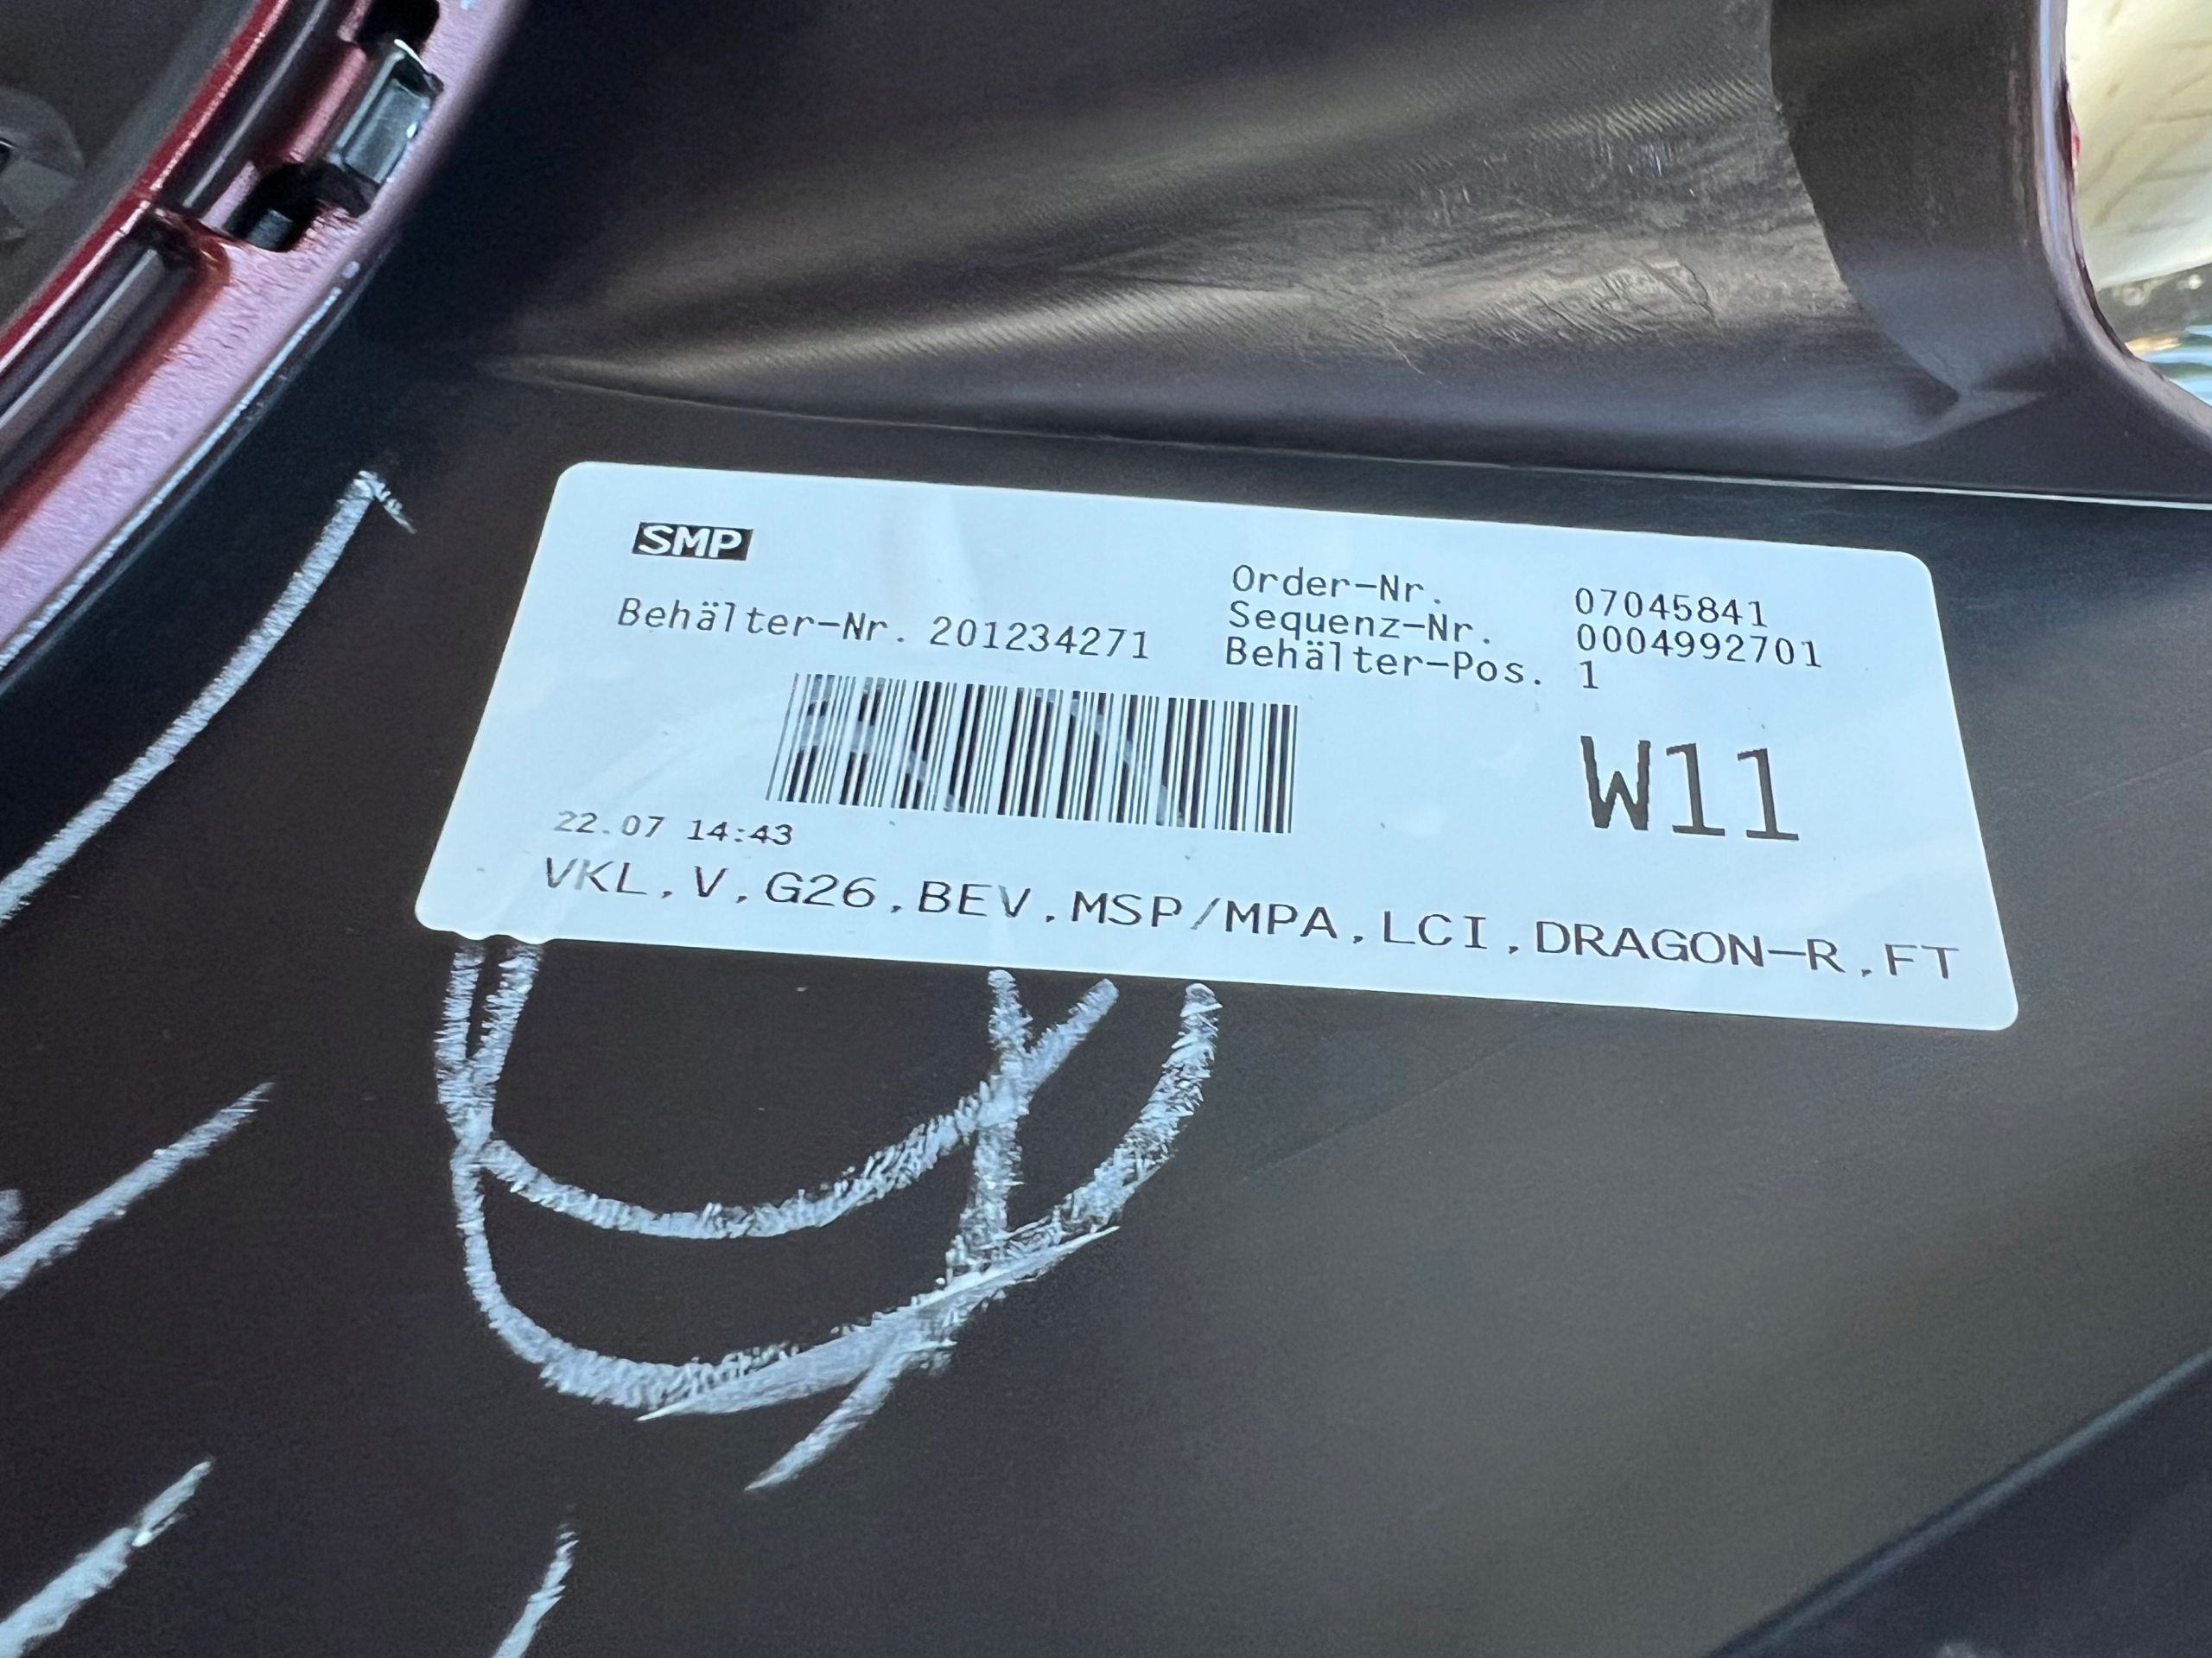 SMP
Behälter-Nr. 201234271
Order-Nr. 07045841
Sequenz-Nr. 0004992701
Behälter-Pos. 1
W11
22.07 14:43
VKL,V,G26,BEV,MSP/MPA,LCI,DRAGON-R,FT